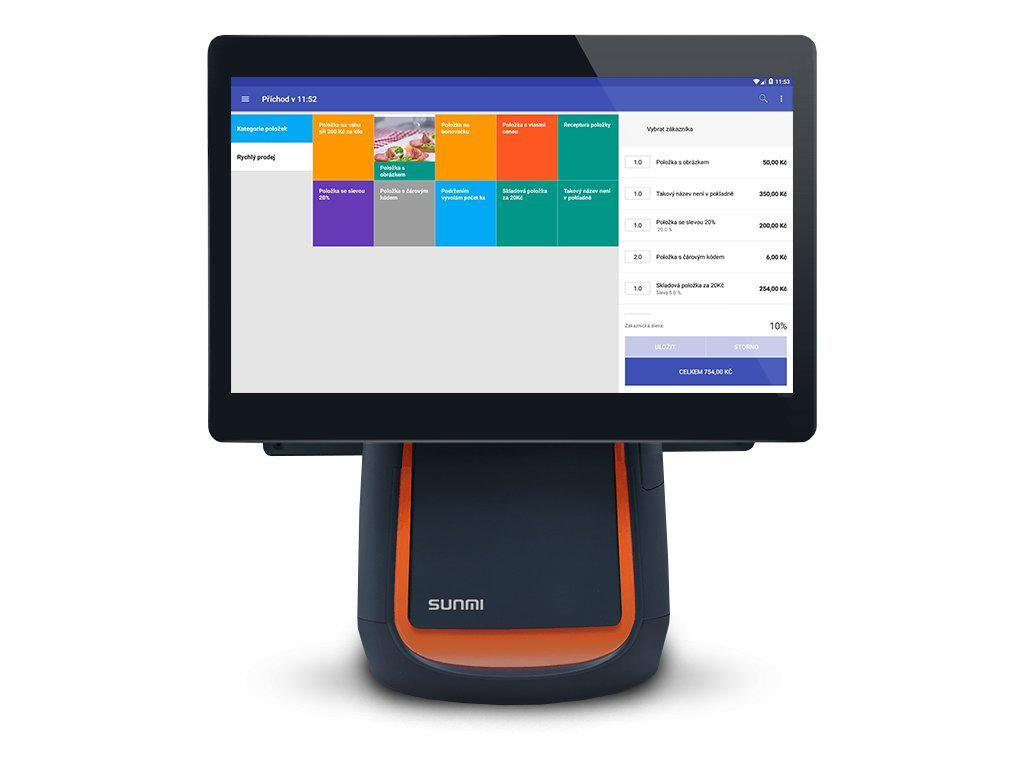 11:53
Příchod v 11:52
Kategorie položek
Rychlý prodej
Položka na váhu
při 200 Kč za kilo
Položka s
obrázkem
Položka na
bonovačku
Položka s vlastní
cenou
Receptura položky
Položka se slevou
20%
Položka s čárovým
kódem
Podržením
vyvolám počet ks
Skladová položka
za 20Kč
Takový název není
v pokladně
Vybrat zákazníka
1.0 Položka s obrázkem 50,00 Kč
1.0 Takový název není v pokladně 350,00 Kč
1.0 Položka se slevou 20% 200,00 Kč
20.0 %
2.0 Položka s čárovým kódem 6,00 Kč
1.0 Skladová položka za 20Kč 254,00 Kč
Sleva 5.0 %
Zákaznická sleva: 10%
ULOŽIT STORNO
CELKEM 754,00 KČ
SUNMI